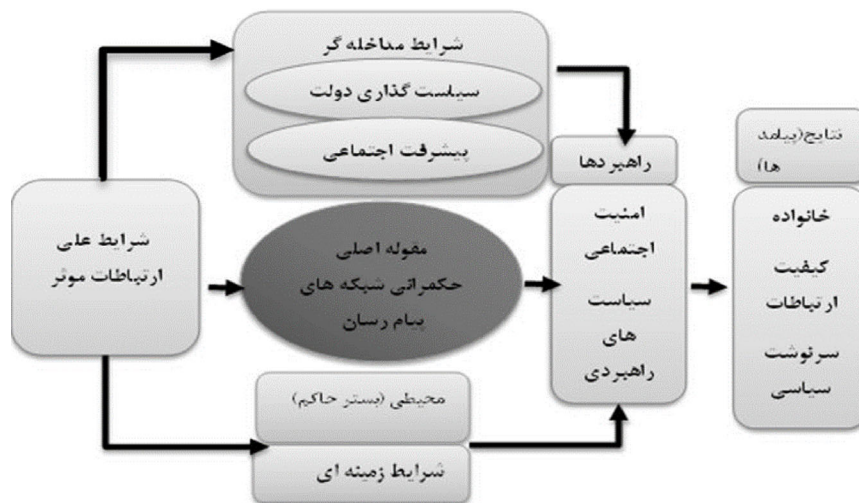 شرایط مداخله گر
سیاست گذاری دولت
پیشرفت اجتماعی
شرایط علی
ارتباطات موثر
مقوله اصلی
حکمرانی شبکه های
پیام رسان
محیطی (بستر حاکم)
شرایط زمینه ای
راهبردها
امنیت
اجتماعی
سیاست
های
راهبردی
نتایج(پیامد
ها)
خانواده
کیفیت
ارتباطات
سرنوشت
سیاسی